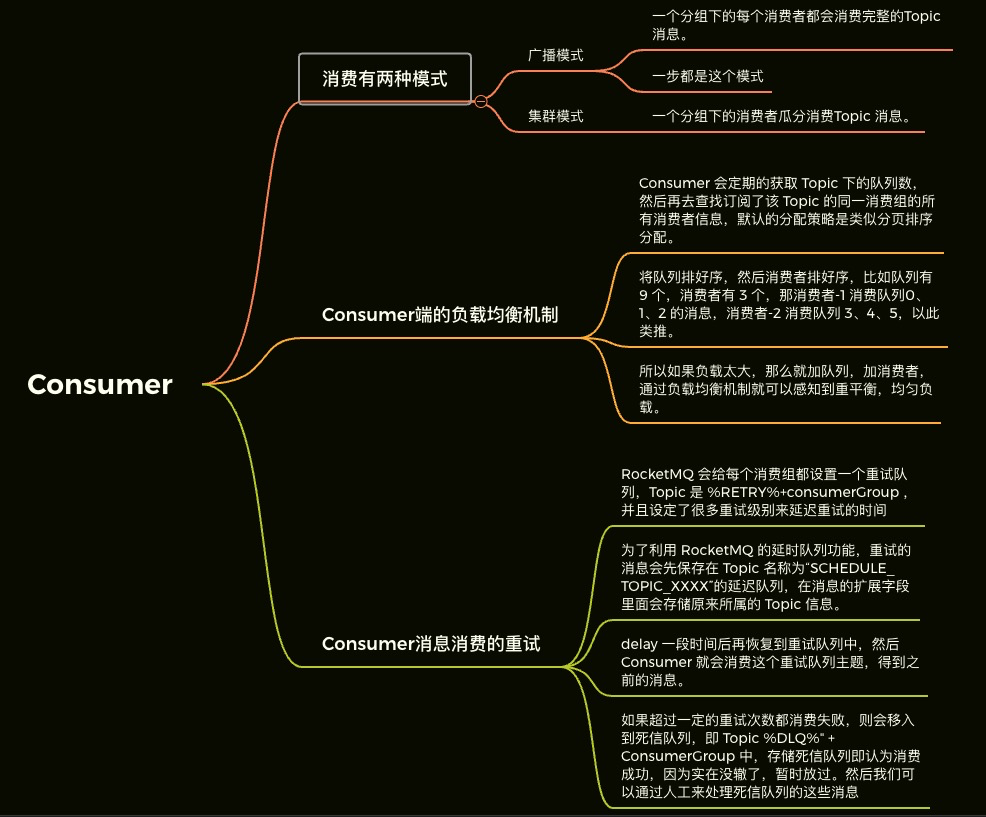 消费有两种模式
广播模式
一个分组下的每个消费者都会消费完整的Topic
消息。
一步都是这个模式
集群模式
一个分组下的消费者瓜分消费Topic 消息。
Consumer
Consumer端的负载均衡机制
Consumer 会定期的获取 Topic 下的队列数，
然后再去查找订阅了该 Topic 的同一消费组的所
有消费者信息，默认的分配策略是类似分页排序
分配。
将队列排好序，然后消费者排好序，比如队列有
9 个，消费者有 3 个，那消费者-1 消费队列0、
1、2 的消息，消费者-2 消费队列 3、4、5，以此
类推。
所以如果负载太大，那么就加队列，加消费者，
通过负载均衡机制就可以感知到重平衡，均匀负
载。
Consumer消息消费的重试
RocketMQ 会给每个消费组都设置一个重试队
列，Topic 是 %RETRY%+consumerGroup ，
并且设定了很多重试级别来延迟重试的时间
为了利用 RocketMQ 的延时队列功能，重试的
消息会先保存在 Topic 名称为“SCHEDULE_
TOPIC_XXXX”的延迟队列，在消息的扩展字段
里面会存储原来所属的 Topic 信息。
delay 一段时间后再恢复到重试队列中，然后
Consumer 就会消费这个重试队列主题，得到之
前的消息。
如果超过一定的重试次数都消费失败，则会移入
到死信队列，即 Topic %DLQ%" +
ConsumerGroup 中，存储死信队列即认为消费
成功，因为实在没辙了，暂时放过。然后我们可
以通过人工来处理死信队列的这些消息